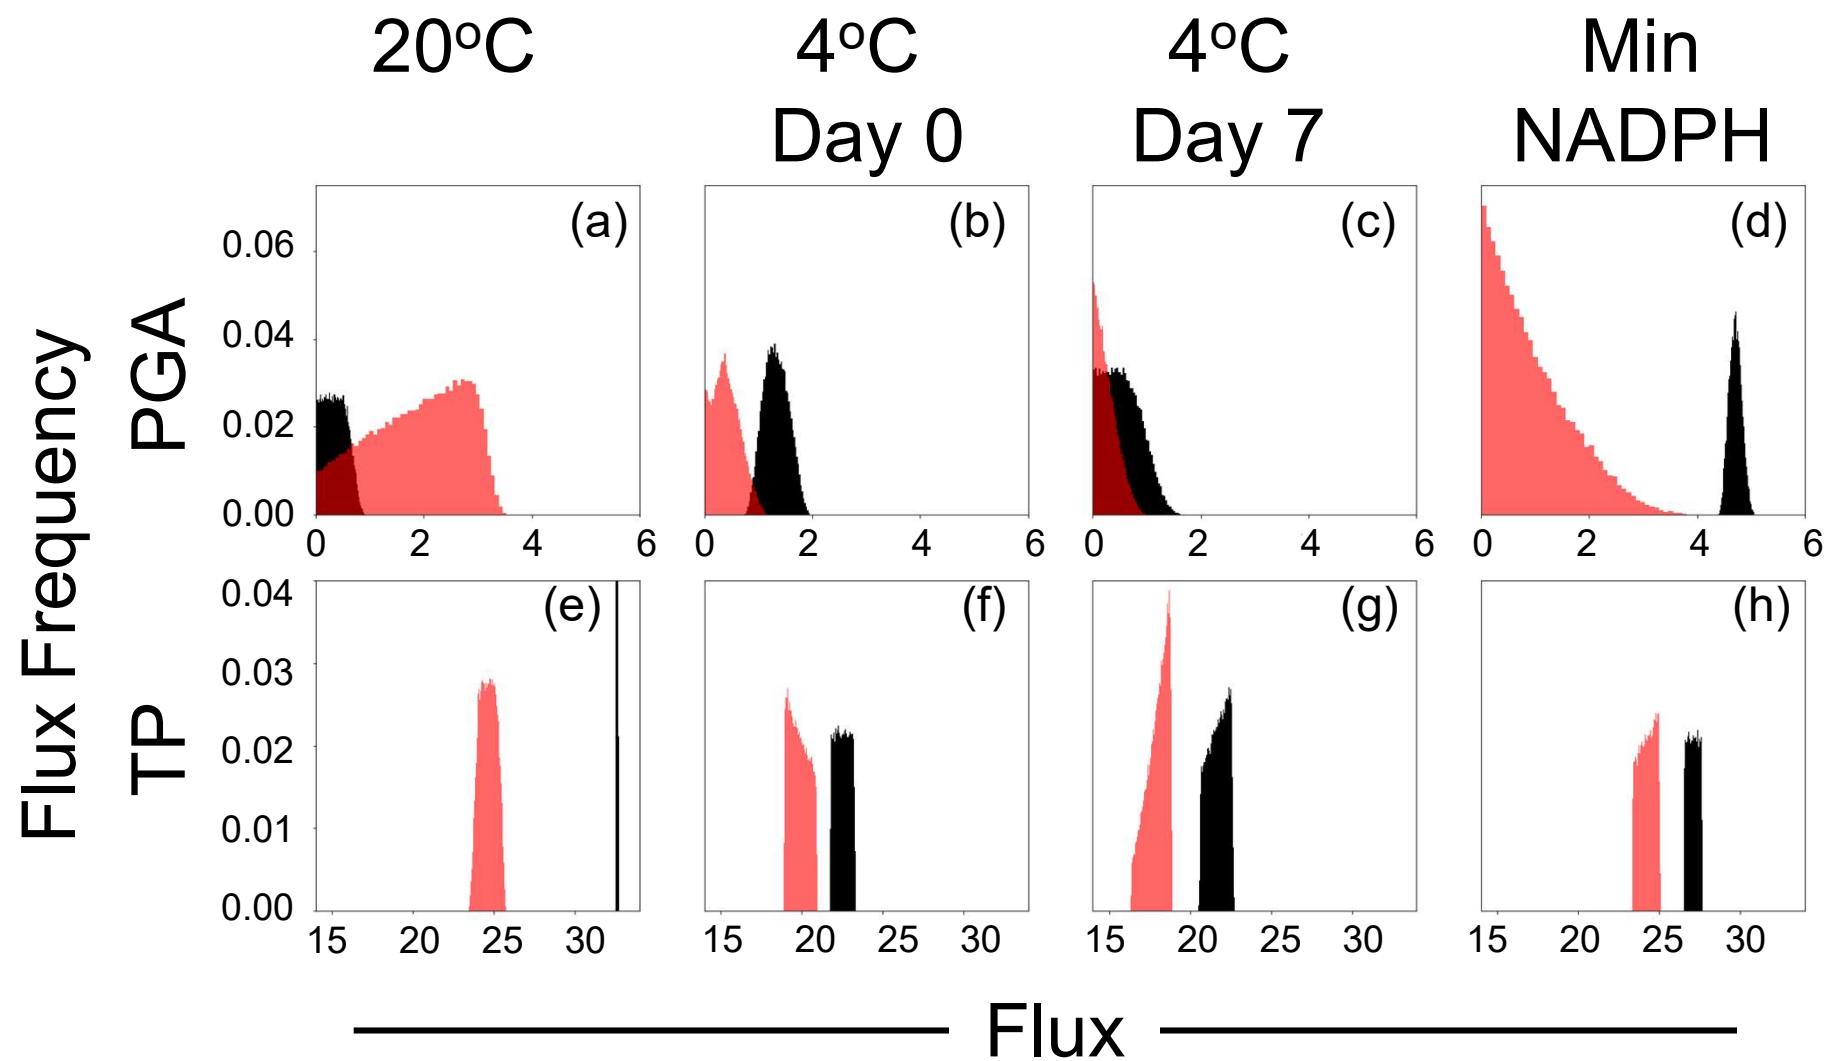 20°C 4°C 4°C Min
Day 0 Day 7 NADPH
Flux Frequency
PGA
0.06
0.04
0.02
0.00
(a) (b) (c) (d)
0 2 4 6 0 2 4 6 0 2 4 6 0 2 4 6
TP
0.04
0.03
0.02
0.01
0.00
(e) (f) (g) (h)
15 20 25 30 15 20 25 30 15 20 25 30 15 20 25 30
Flux